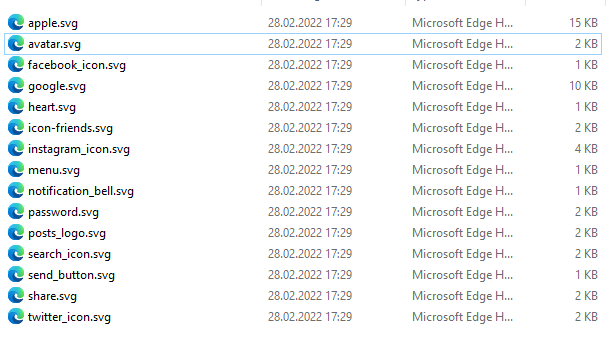 apple.svg 28.02.2022 17:29 Microsoft Edge H... 15 KB
avatar.svg 28.02.2022 17:29 Microsoft Edge H... 2 KB
facebook_icon.svg 28.02.2022 17:29 Microsoft Edge H... 1 KB
google.svg 28.02.2022 17:29 Microsoft Edge H... 10 KB
heart.svg 28.02.2022 17:29 Microsoft Edge H... 1 KB
icon-friends.svg 28.02.2022 17:29 Microsoft Edge H... 2 KB
instagram_icon.svg 28.02.2022 17:29 Microsoft Edge H... 4 KB
menu.svg 28.02.2022 17:29 Microsoft Edge H... 1 KB
notification_bell.svg 28.02.2022 17:29 Microsoft Edge H... 1 KB
password.svg 28.02.2022 17:29 Microsoft Edge H... 2 KB
posts_logo.svg 28.02.2022 17:29 Microsoft Edge H... 2 KB
search_icon.svg 28.02.2022 17:29 Microsoft Edge H... 2 KB
send_button.svg 28.02.2022 17:29 Microsoft Edge H... 1 KB
share.svg 28.02.2022 17:29 Microsoft Edge H... 2 KB
twitter_icon.svg 28.02.2022 17:29 Microsoft Edge H... 2 KB